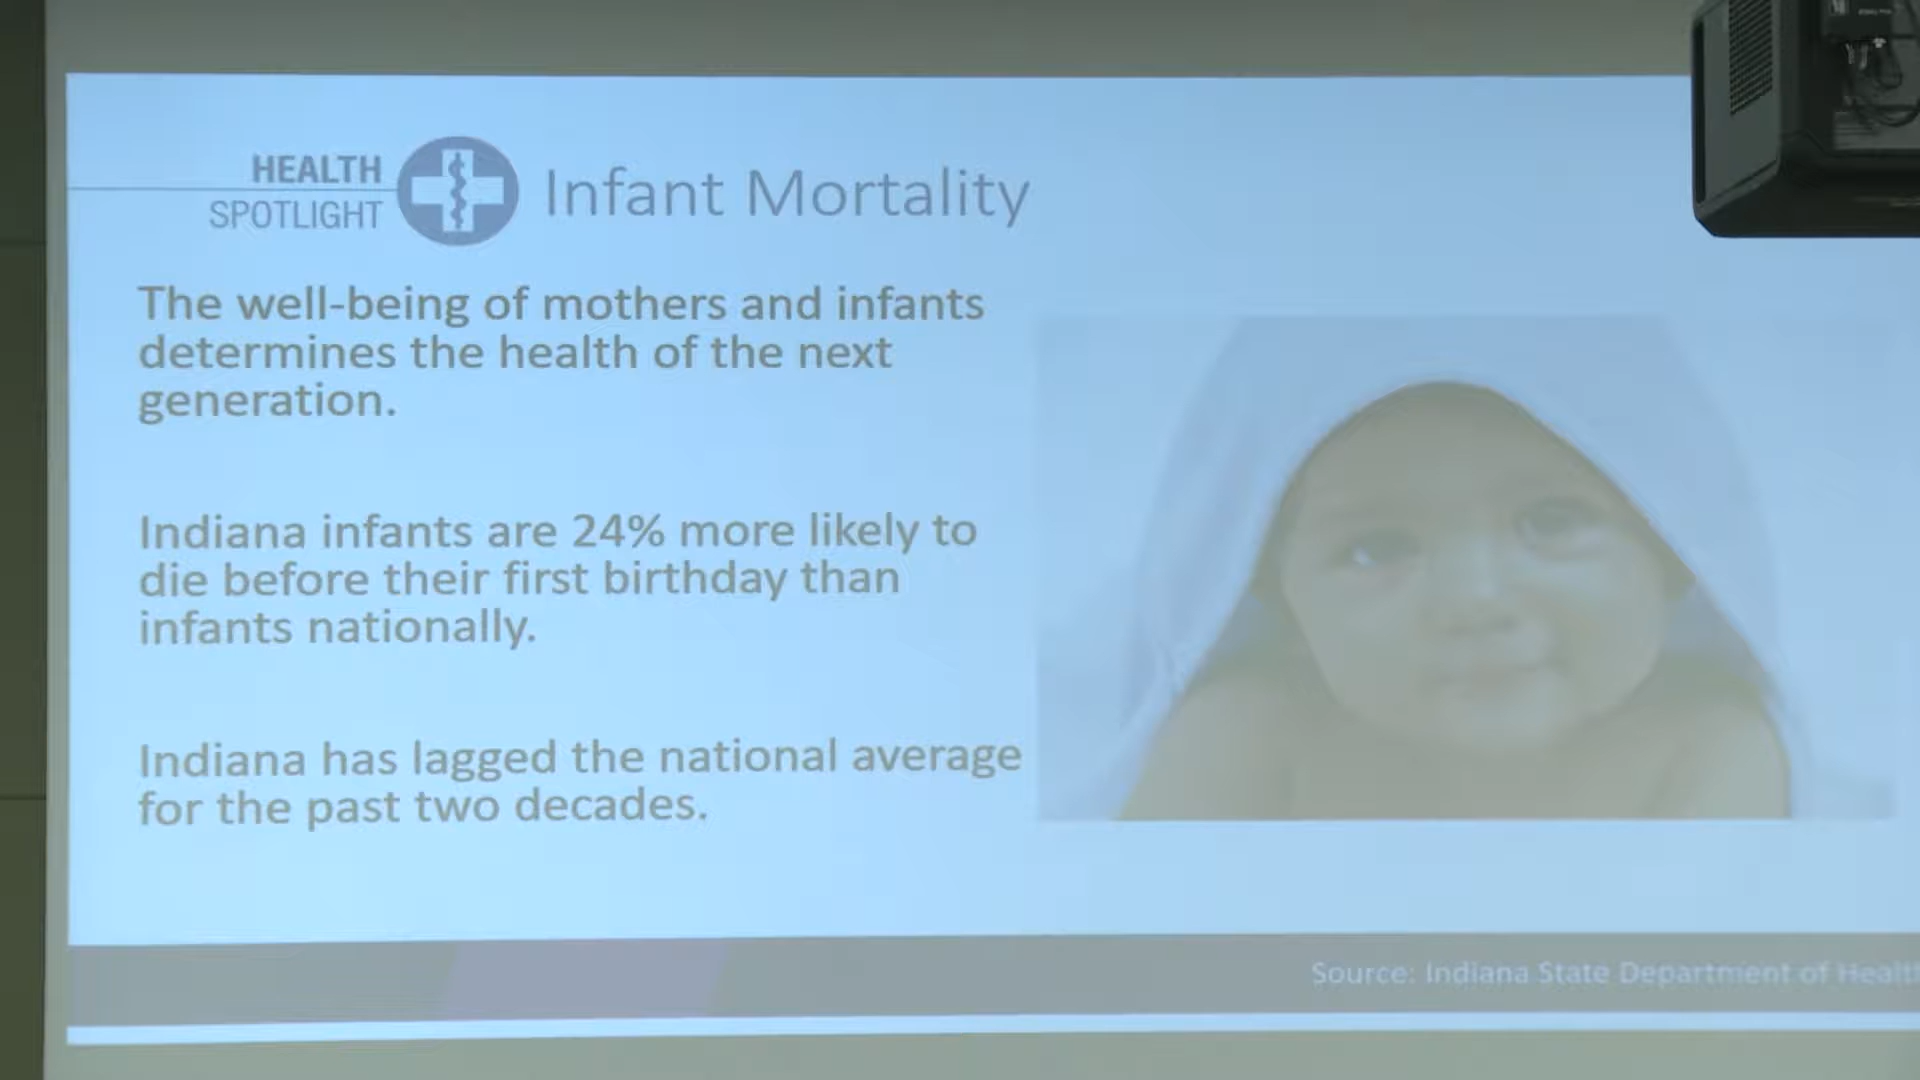 HEALTH
SPOTLIGHT
Infant Mortality
The well-being of mothers and infants
determines the health of the next
generation.
Indiana infants are 24% more likely to
die before their first birthday than
infants nationally.
Indiana has lagged the national average
for the past two decades.
Source: Indiana State Department of Healt